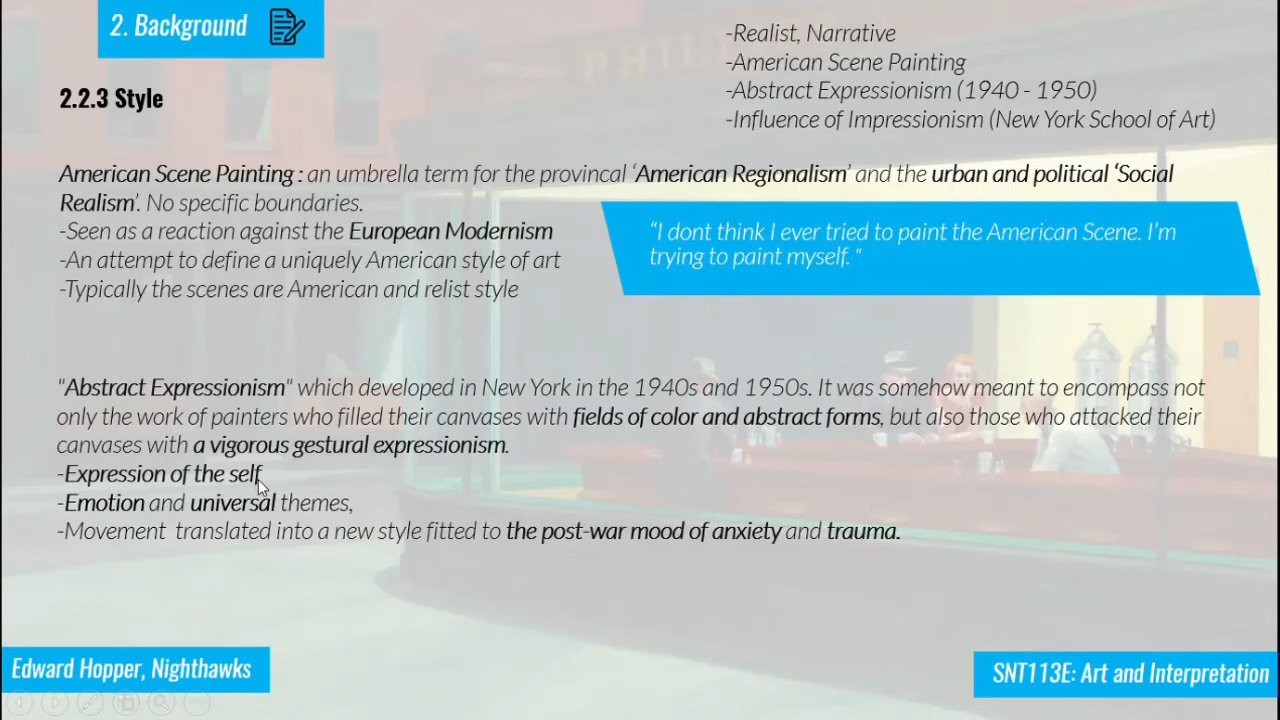 2. Background
-Realist, Narrative
-American Scene Painting
-Abstract Expressionism (1940 - 1950)
-Influence of Impressionism (New York School of Art)
2.2.3 Style
American Scene Painting : an umbrella term for the provincial ‘American Regionalism’ and the urban and political ‘Social
Realism’. No specific boundaries.
-Seen as a reaction against the European Modernism
-An attempt to define a uniquely American style of art
-Typically the scenes are American and relist style
“I dont think I ever tried to paint the American Scene. I’m
trying to paint myself. “
"Abstract Expressionism" which developed in New York in the 1940s and 1950s. It was somehow meant to encompass not
only the work of painters who filled their canvases with fields of color and abstract forms, but also those who attacked their
canvases with a vigorous gestural expressionism.
-Expression of the self
-Emotion and universal themes,
-Movement translated into a new style fitted to the post-war mood of anxiety and trauma.
Edward Hopper, Nighthawks
SNT113E: Art and Interpretation